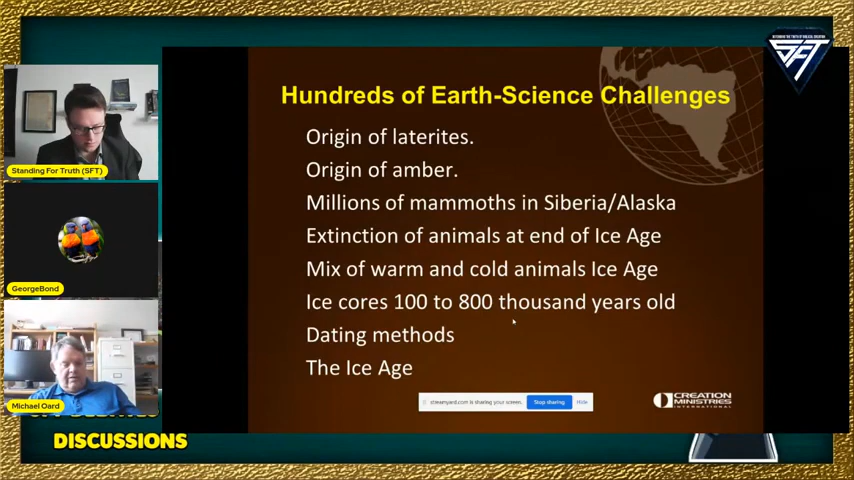 SFT
Hundreds of Earth-Science Challenges
Origin of laterites.
Origin of amber.
Millions of mammoths in Siberia/Alaska
Extinction of animals at end of Ice Age
Mix of warm and cold animals Ice Age
Ice cores 100 to 800 thousand years old
Dating methods
The Ice Age
streamyard.com is sharing your screen.
Stop sharing
Hide
CREATION
MINISTRIES
INTERNATIONAL
Standing For Truth (SFT)
GeorgeBond
Michael Oard
DISCUSSIONS